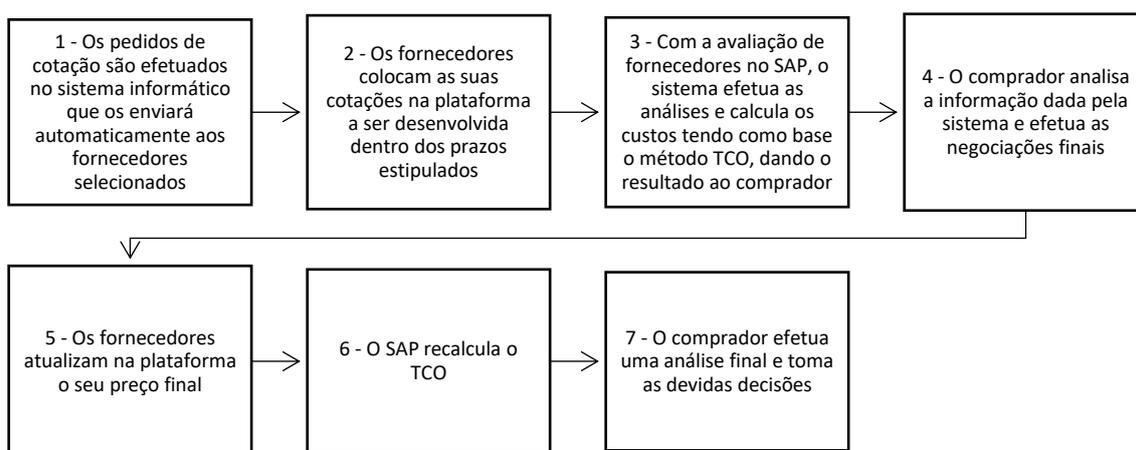 1 - Os pedidos de
cotação são efetuados
no sistema informático
que os enviará
automaticamente aos
fornecedores
selecionados
2 - Os fornecedores
colocam as suas
cotações na plataforma
a ser desenvolvida
dentro dos prazos
estipulados
3 - Com a avaliação de
fornecedores no SAP, o
sistema efetua as
análises e calcula os
custos tendo como base
o método TCO, dando o
resultado ao comprador
4 - O comprador analisa
a informação dada pela
sistema e efetua as
negociações finais
5 - Os fornecedores
atualizam na plataforma
o seu preço final
6 - O SAP recalcula o
TCO
7 - O comprador efetua
uma análise final e toma
as devidas decisões